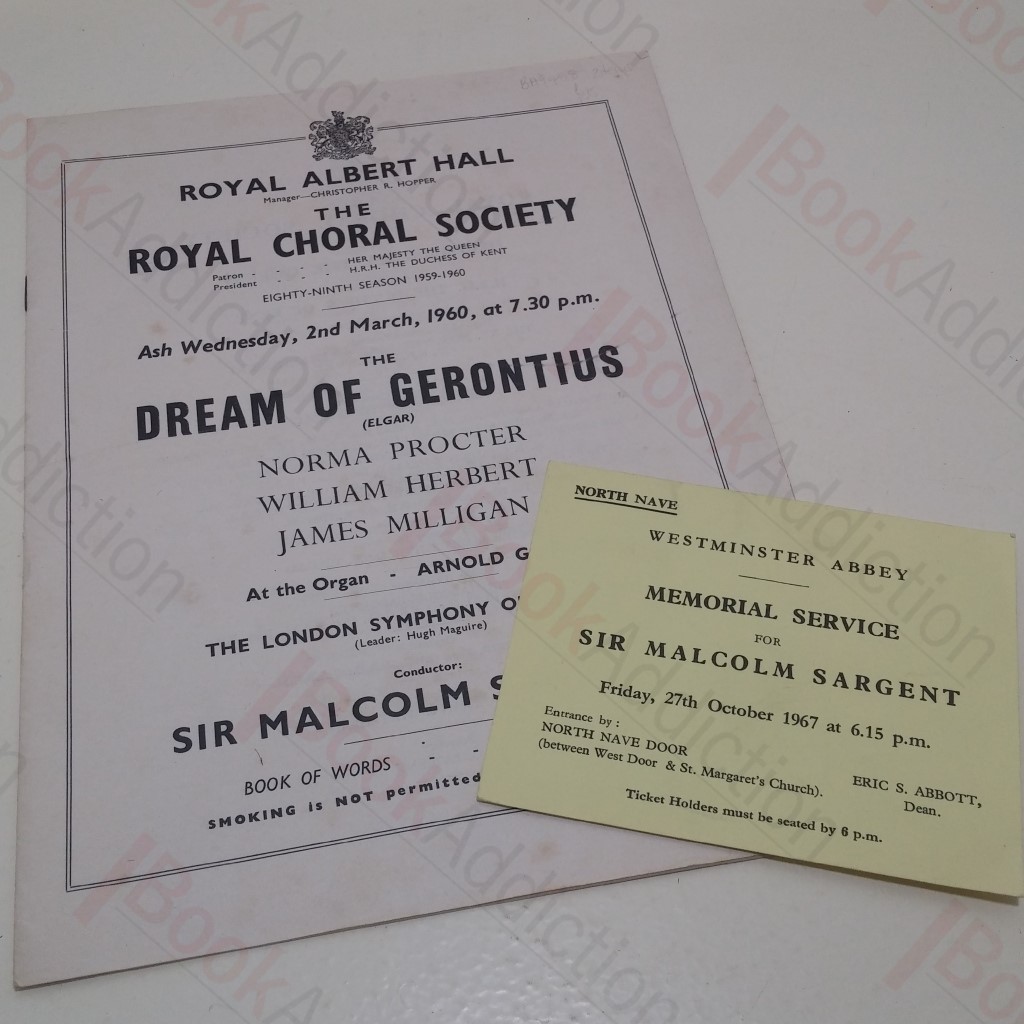 ROYAL ALBERT HALL
Manager—CHRISTOPHER R. HOPPER
THE
ROYAL CHORAL SOCIETY
Patron - - - - HER MAJESTY THE QUEEN
President - - - H.R.H. THE DUCHESS OF KENT
EIGHTY-NINTH SEASON 1959-1960
Ash Wednesday, 2nd March, 1960, at 7.30 p.m.
THE
DREAM OF GERONTIUS
(ELGAR)
NORMA PROCTER
WILLIAM HERBERT
JAMES MILLIGAN
At the Organ - ARNOLD G
THE LONDON SYMPHONY O
(Leader: Hugh Maguire)
Conductor:
SIR MALCOLM S
BOOK OF WORDS - -
SMOKING is NOT permitted
NORTH NAVE
WESTMINSTER ABBEY
MEMORIAL SERVICE
FOR
SIR MALCOLM SARGENT
Friday, 27th October 1967 at 6.15 p.m.
Entrance by :
NORTH NAVE DOOR
(between West Door & St. Margaret's Church).
ERIC S. ABBOTT,
Dean.
Ticket Holders must be seated by 6 p.m.
BookAddiction